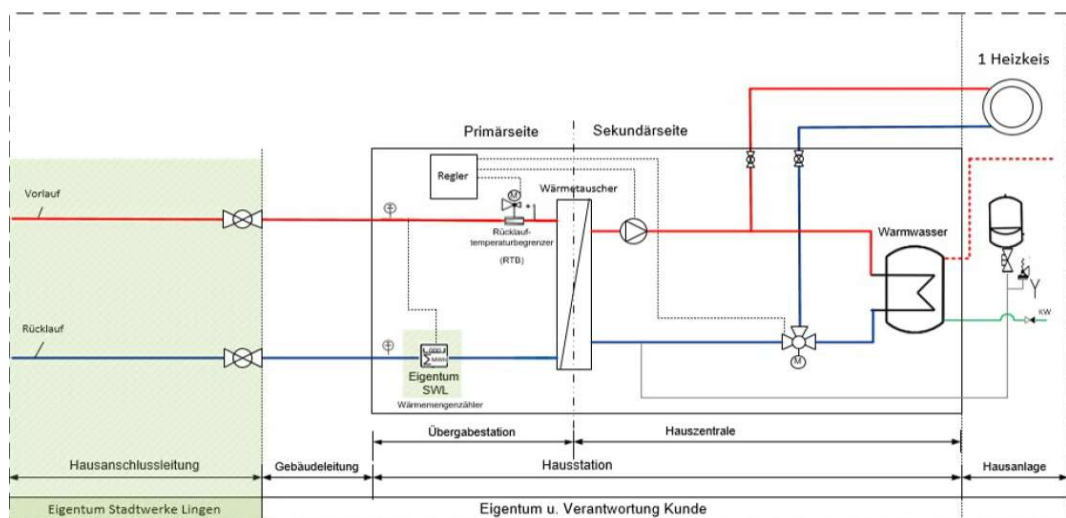 1 Heizkeis
Primärseite
Sekundärseite
Regler
M
Wärmetauscher
Vorlauf
Rücklauf-
temperaturbegrenzer
(RTB)
Warmwasser
Rücklauf
KW
MWh
M
Eigentum
SWL
Wärmemengenzähler
Übergabestation
Hauszentrale
Hausanschlussleitung
Gebäudeleitung
Hausstation
Hausanlage
Eigentum Stadtwerke Lingen
Eigentum u. Verantwortung Kunde